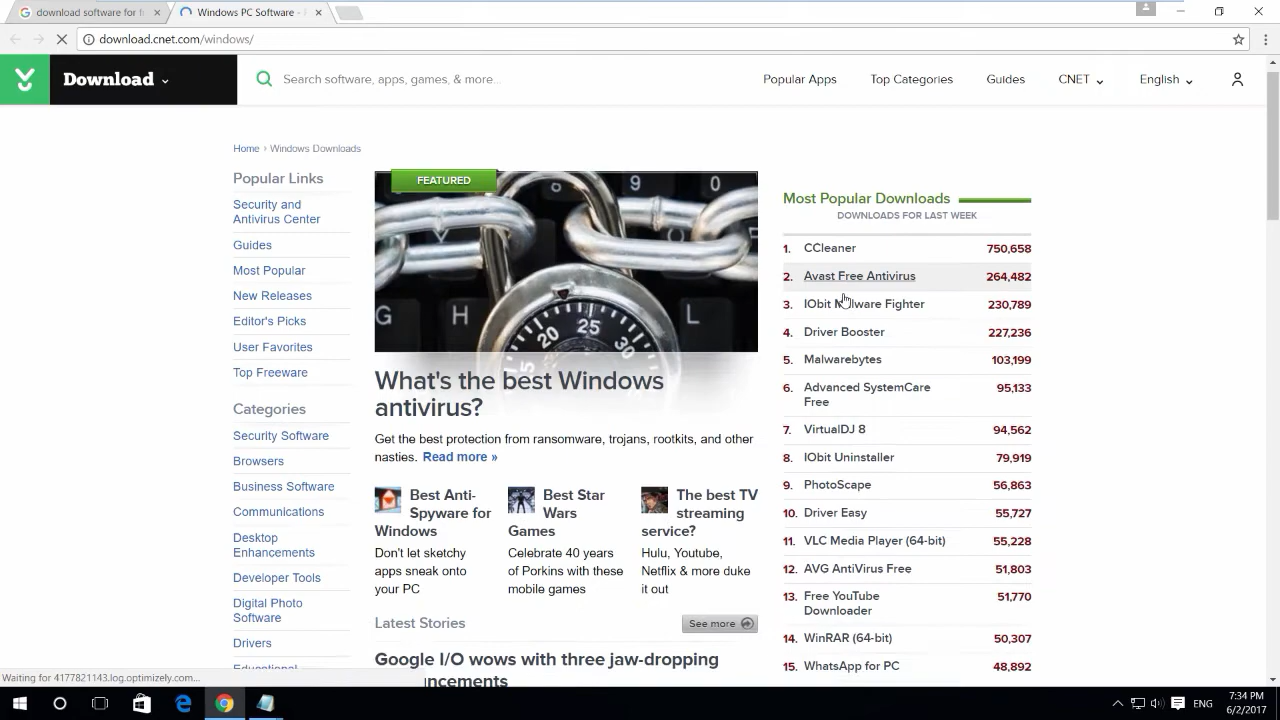 download software for f
Windows PC Software -
download.cnet.com/windows/
Download
Search software, apps, games, & more...
Popular Apps
Top Categories
Guides
CNET
English
Home › Windows Downloads
Popular Links
Security and
Antivirus Center
Guides
Most Popular
New Releases
Editor's Picks
User Favorites
Top Freeware
Categories
Security Software
Browsers
Business Software
Communications
Desktop
Enhancements
Developer Tools
Digital Photo
Software
Drivers
Educational
FEATURED
9 0
G H L
20 25 30
What's the best Windows
antivirus?
Get the best protection from ransomware, trojans, rootkits, and other
nasties. Read more »
Best Anti-
Spyware for
Windows
Don't let sketchy
apps sneak onto
your PC
Best Star
Wars
Games
Celebrate 40 years
of Porkins with these
mobile games
The best TV
streaming
service?
Hulu, Youtube,
Netflix & more duke
it out
Latest Stories
See more
Google I/O wows with three jaw-dropping
Most Popular Downloads
DOWNLOADS FOR LAST WEEK
1. CCleaner 750,658
2. Avast Free Antivirus 264,482
3. IObit Malware Fighter 230,789
4. Driver Booster 227,236
5. Malwarebytes 103,199
6. Advanced SystemCare 95,133
Free
7. VirtualDJ 8 94,562
8. IObit Uninstaller 79,919
9. PhotoScape 56,863
10. Driver Easy 55,727
11. VLC Media Player (64-bit) 55,228
12. AVG AntiVirus Free 51,803
13. Free YouTube 51,770
Downloader
14. WinRAR (64-bit) 50,307
15. WhatsApp for PC 48,892
Waiting for 4177821143.log.optimizely.com...
ENG
7:34 PM
6/2/2017